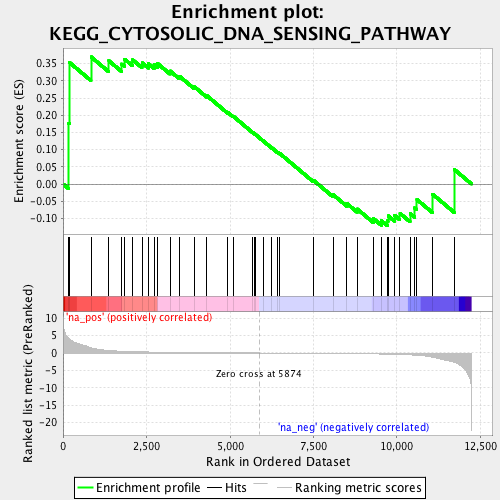 Enrichment plot:
KEGG_CYTOSOLIC_DNA_SENSING_PATHWAY
Enrichment score (ES)
0.35
0.30
0.25
0.20
0.15
0.10
0.05
0.00
-0.05
-0.10
Ranked list metric (PreRanked)
10
5
0
-5
-10
-15
-20
'na_pos' (positively correlated)
Zero cross at 5874
'na_neg' (negatively correlated)
0
2,500
5,000
7,500
10,000
12,500
Rank in Ordered Dataset
Enrichment profile
Hits
Ranking metric scores